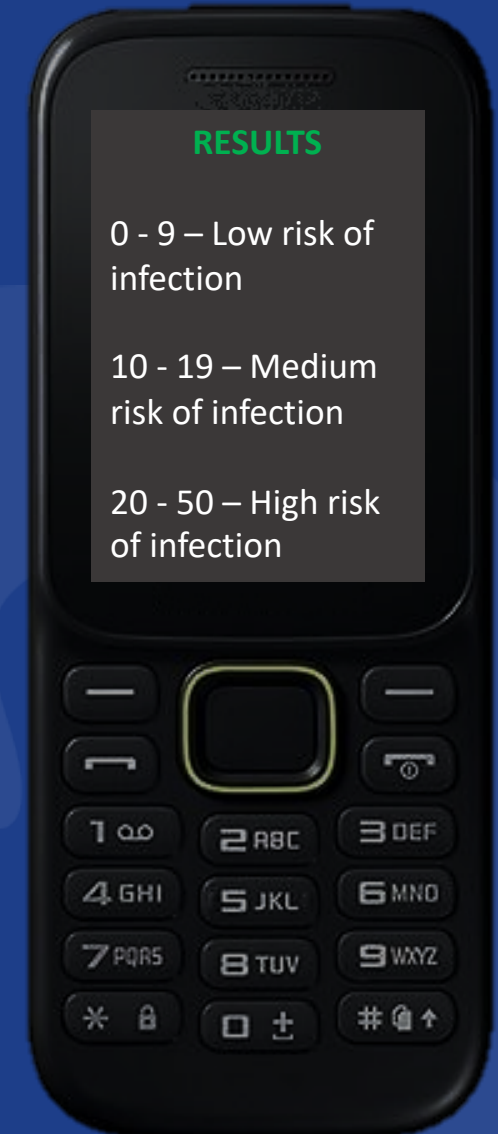 RESULTS
0 - 9 – Low risk of
infection
10 - 19 – Medium
risk of infection
20 - 50 – High risk
of infection
1
2 ABC
3 DEF
4 GHI
5 JKL
6 MNO
7 PQRS
8 TUV
9 WXYZ
*
0 ±
#